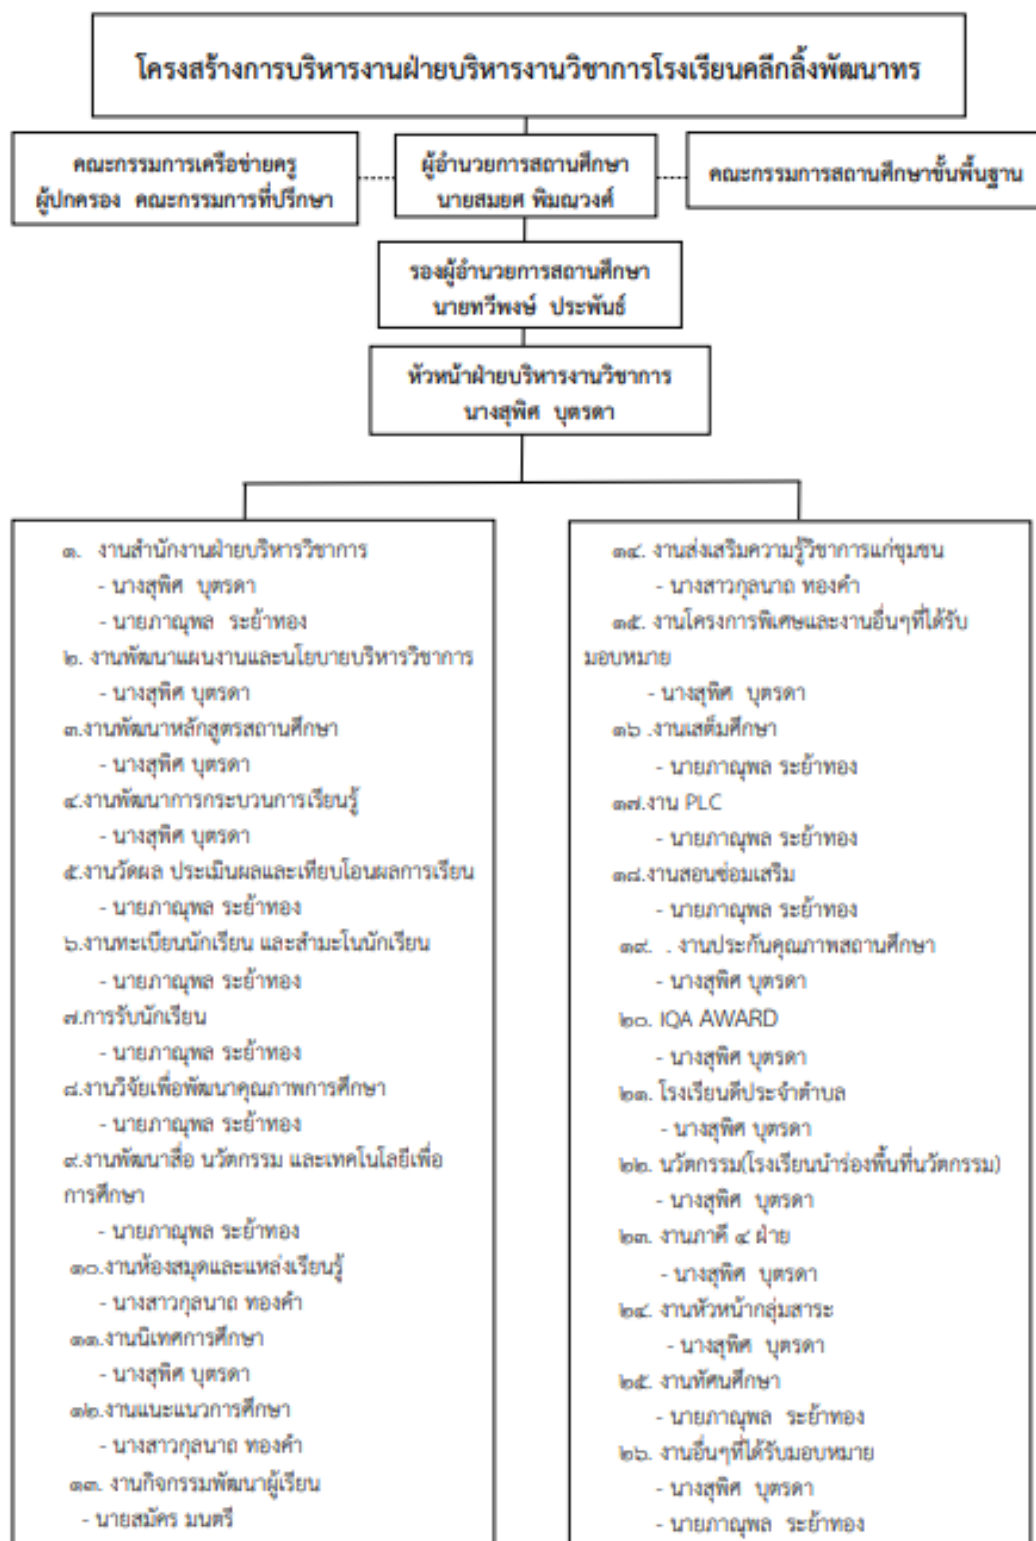 โครงสร้างการบริหารงานฝ่ายบริหารงานวิชาการโรงเรียนคลีกลิ้งพัฒนาทร
คณะกรรมการเครือข่ายครู
ผู้ปกครอง คณะกรรมการที่ปรึกษา
ผู้อำนวยการสถานศึกษา
นายสมยศ พิมณวงศ์
คณะกรรมการสถานศึกษาขั้นพื้นฐาน
รองผู้อำนวยการสถานศึกษา
นายทวีพงษ์ ประพันธ์
หัวหน้าฝ่ายบริหารงานวิชาการ
นางสุพิศ บุตรดา
๑. งานสำนักงานฝ่ายบริหารวิชาการ
- นางสุพิศ บุตรดา
- นายภาณุพล ระย้าทอง
๒. งานพัฒนาแผนงานและนโยบายบริหารวิชาการ
- นางสุพิศ บุตรดา
๓.งานพัฒนาหลักสูตรสถานศึกษา
- นางสุพิศ บุตรดา
๔.งานพัฒนาการกระบวนการเรียนรู้
- นางสุพิศ บุตรดา
๕.งานวัดผล ประเมินผลและเทียบโอนผลการเรียน
- นายภาณุพล ระย้าทอง
๖.งานทะเบียนนักเรียน และสำมะโนนักเรียน
- นายภาณุพล ระย้าทอง
๗.การรับนักเรียน
- นายภาณุพล ระย้าทอง
๘.งานวิจัยเพื่อพัฒนาคุณภาพการศึกษา
- นายภาณุพล ระย้าทอง
๙.งานพัฒนาสื่อ นวัตกรรม และเทคโนโลยีเพื่อ
การศึกษา
- นายภาณุพล ระย้าทอง
๑๐.งานห้องสมุดและแหล่งเรียนรู้
- นางสาวกุลนาถ ทองคำ
๑๑.งานนิเทศการศึกษา
- นางสุพิศ บุตรดา
๑๒.งานแนะแนวการศึกษา
- นางสาวกุลนาถ ทองคำ
๑๓. งานกิจกรรมพัฒนาผู้เรียน
- นายสมัคร มนตรี
๑๔. งานส่งเสริมความรู้วิชาการแก่ชุมชน
- นางสาวกุลนาถ ทองคำ
๑๕. งานโครงการพิเศษและงานอื่นๆที่ได้รับ
มอบหมาย
- นางสุพิศ บุตรดา
๑๖ .งานเสต็มศึกษา
- นายภาณุพล ระย้าทอง
๑๗.งาน PLC
- นายภาณุพล ระย้าทอง
๑๘.งานสอนซ่อมเสริม
- นายภาณุพล ระย้าทอง
๑๙. . งานประกันคุณภาพสถานศึกษา
- นางสุพิศ บุตรดา
๒๐. IQA AWARD
- นางสุพิศ บุตรดา
๒๑. โรงเรียนดีประจำตำบล
- นางสุพิศ บุตรดา
๒๒. นวัตกรรม(โรงเรียนนำร่องพื้นที่นวัตกรรม)
- นางสุพิศ บุตรดา
๒๓. งานภาคี ๔ ฝ่าย
- นางสุพิศ บุตรดา
๒๔. งานหัวหน้ากลุ่มสาระ
- นางสุพิศ บุตรดา
๒๕. งานทัศนศึกษา
- นายภาณุพล ระย้าทอง
๒๖. งานอื่นๆที่ได้รับมอบหมาย
- นางสุพิศ บุตรดา
- นายภาณุพล ระย้าทอง